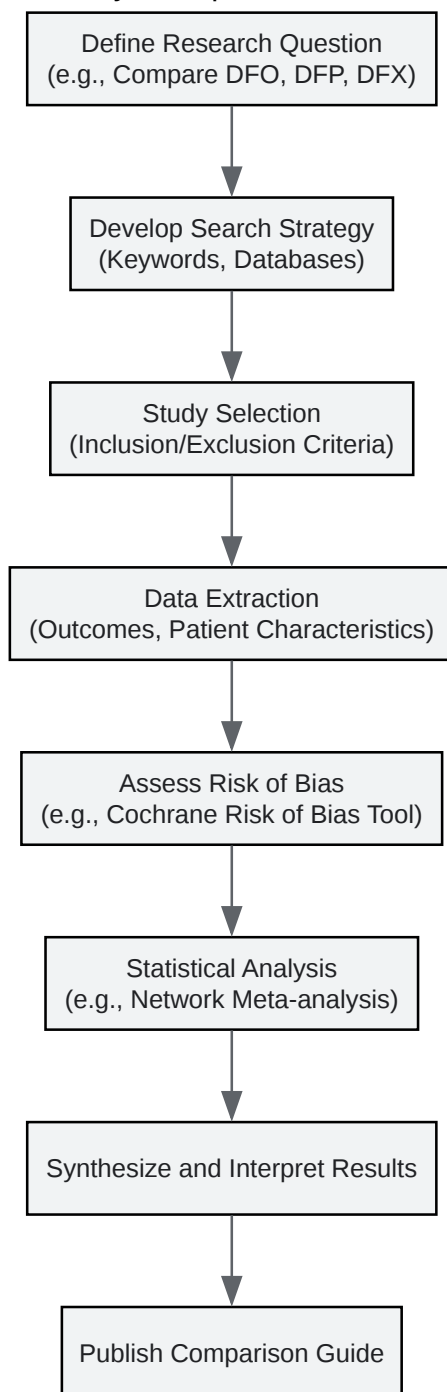 Define Research Question
(e.g., Compare DFO, DFP, DFX)
Develop Search Strategy
(Keywords, Databases)
Study Selection
(Inclusion/Exclusion Criteria)
Data Extraction
(Outcomes, Patient Characteristics)
Assess Risk of Bias
(e.g., Cochrane Risk of Bias Tool)
Statistical Analysis
(e.g., Network Meta-analysis)
Synthesize and Interpret Results
Publish Comparison Guide